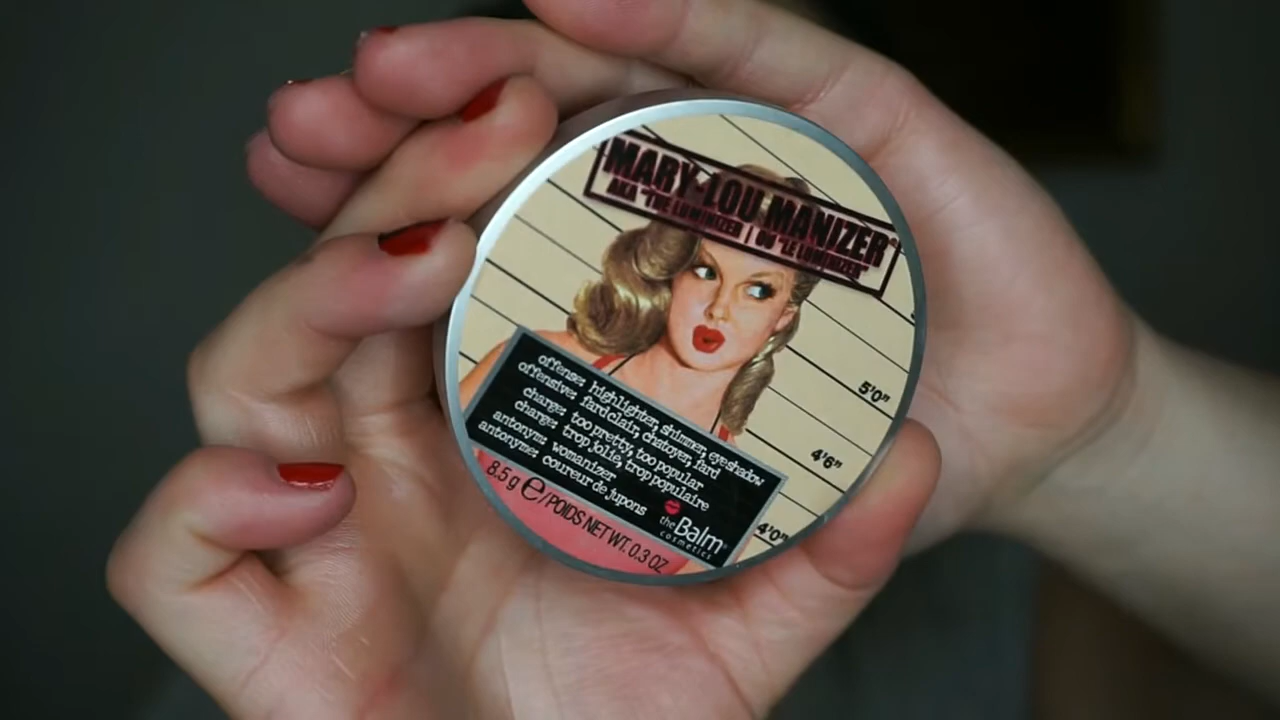 MARY-LOU MANIZER®
AKA "THE LUMINIZER | OU "LE LUMINIZER"
5'0"
4'6"
4'0"
offense: highlighter, shimmer, eyeshadow
offensive: fard clair, chatoyer, fard
charge: too pretty, too popular
charge: trop jolie, trop populaire
antonym: womanizer
antonyme: coureur de jupons
theBalm®
cosmetics
8.5 g e/POIDS NET WT. 0.3 OZ